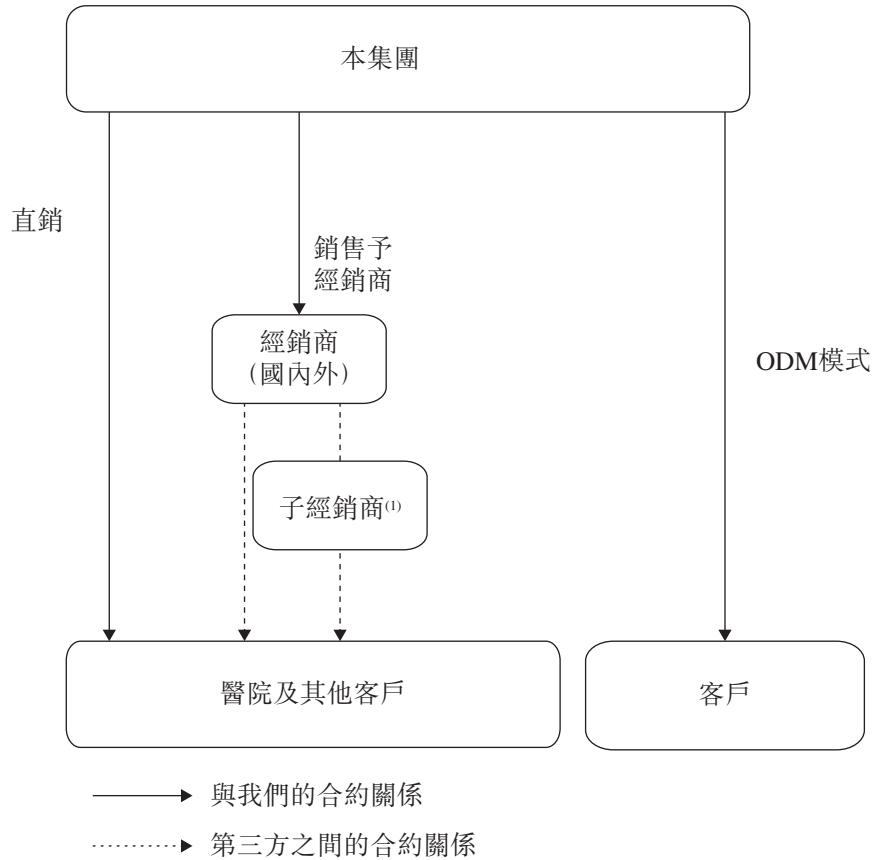 本集團
直銷
銷售予
經銷商
經銷商
(國內外)
ODM模式
子經銷商(1)
醫院及其他客戶
客戶
與我們的合約關係
第三方之間的合約關係